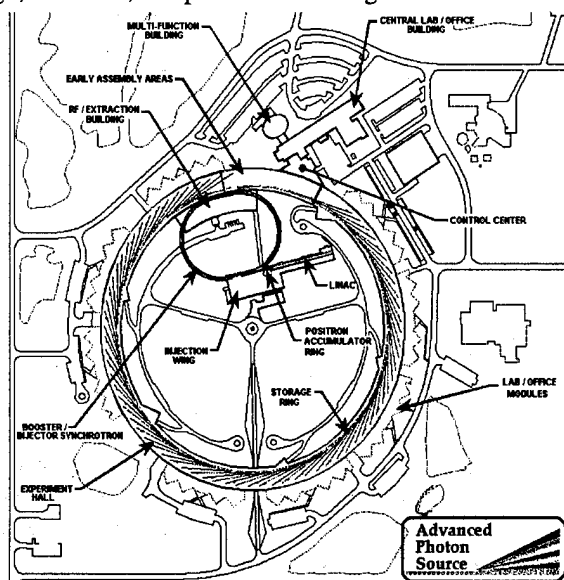 MULTI-FUNCTION
BUILDING
CENTRAL LAB / OFFICE
BUILDING
EARLY ASSEMBLY AREAS
RF / EXTRACTION
BUILDING
CONTROL CENTER
LINAC
INJECTION
WING
POSITRON
ACCUMULATOR
RING
STORAGE
RING
LAB / OFFICE
MODULES
BOOSTER /
INJECTOR SYNCHROTRON
EXPERIMENT
HALL
Advanced
Photon
Source